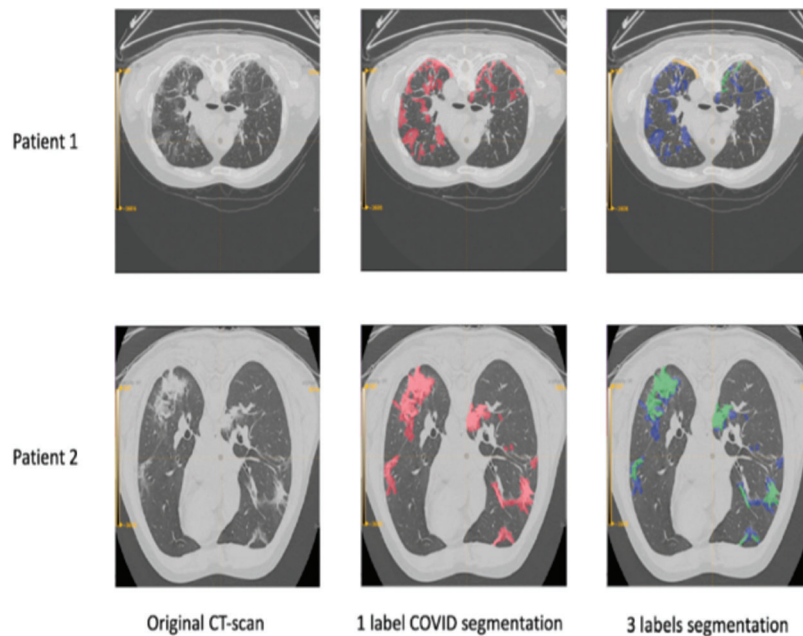 Patient 1
Patient 2
Original CT-scan
1 label COVID segmentation
3 labels segmentation